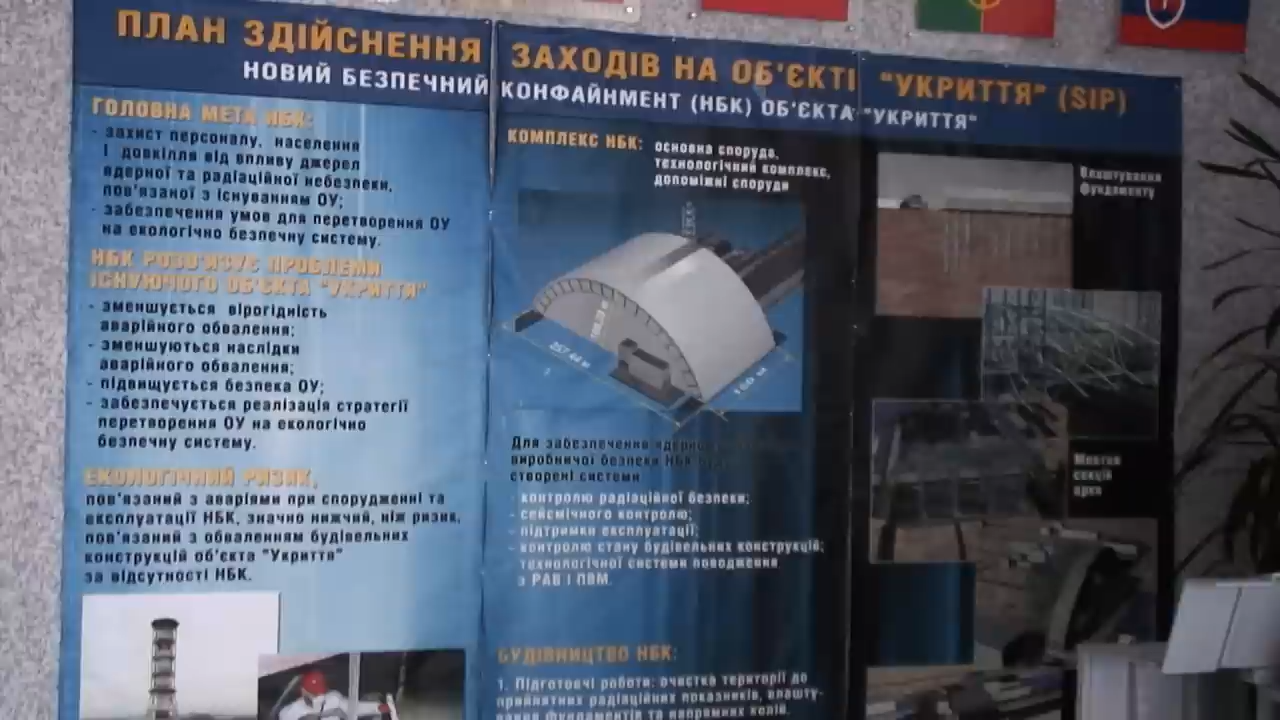 ПЛАН ЗДІЙСНЕННЯ ЗАХОДІВ НА ОБ'ЄКТІ "УКРИТТЯ" (SIP)
НОВИЙ БЕЗПЕЧНИЙ КОНФАЙНМЕНТ (НБК) ОБ'ЄКТА "УКРИТТЯ"
ГОЛОВНА МЕТА НБК:
- захист персоналу, населення
і довкілля від впливу джерел
ядерної та радіаційної небезпеки,
пов'язаної з існуванням ОУ;
- забезпечення умов для перетворення ОУ
на екологічно безпечну систему.
НБК РОЗВ'ЯЗУЄ ПРОБЛЕМИ
ІСНУЮЧОГО ОБ'ЄКТА "УКРИТТЯ"
- зменшується вірогідність
аварійного обвалення;
- зменшуються наслідки
аварійного обвалення;
- підвищується безпека ОУ;
- забезпечується реалізація стратегії
перетворення ОУ на екологічно
безпечну систему.
ЕКОЛОГІЧНИЙ РИЗИК,
пов'язаний з аваріями при спорудженні та
експлуатації НБК, значно нижчий, ніж ризик,
пов'язаний з обваленням будівельних
конструкцій об'єкта "Укриття"
за відсутності НБК.
КОМПЛЕКС НБК: основна споруда,
технологічний комплекс,
допоміжні споруди
257,44 м
150 м
Для забезпечення ядерної
виробничої безпеки НБК
створені системи
- контролю радіаційної безпеки;
- сейсмічного контролю;
- підтримки експлуатації;
- контролю стану будівельних конструкцій;
технологічної системи поводження
з РАВ і ПВМ.
БУДІВНИЦТВО НБК:
1. Підготовчі роботи: очистка території до
прийнятних радіаційних показників, влашту-
вання фундаментів та напрямних колій.
Влаштування
фундаменту
Монтаж
секцій
арки